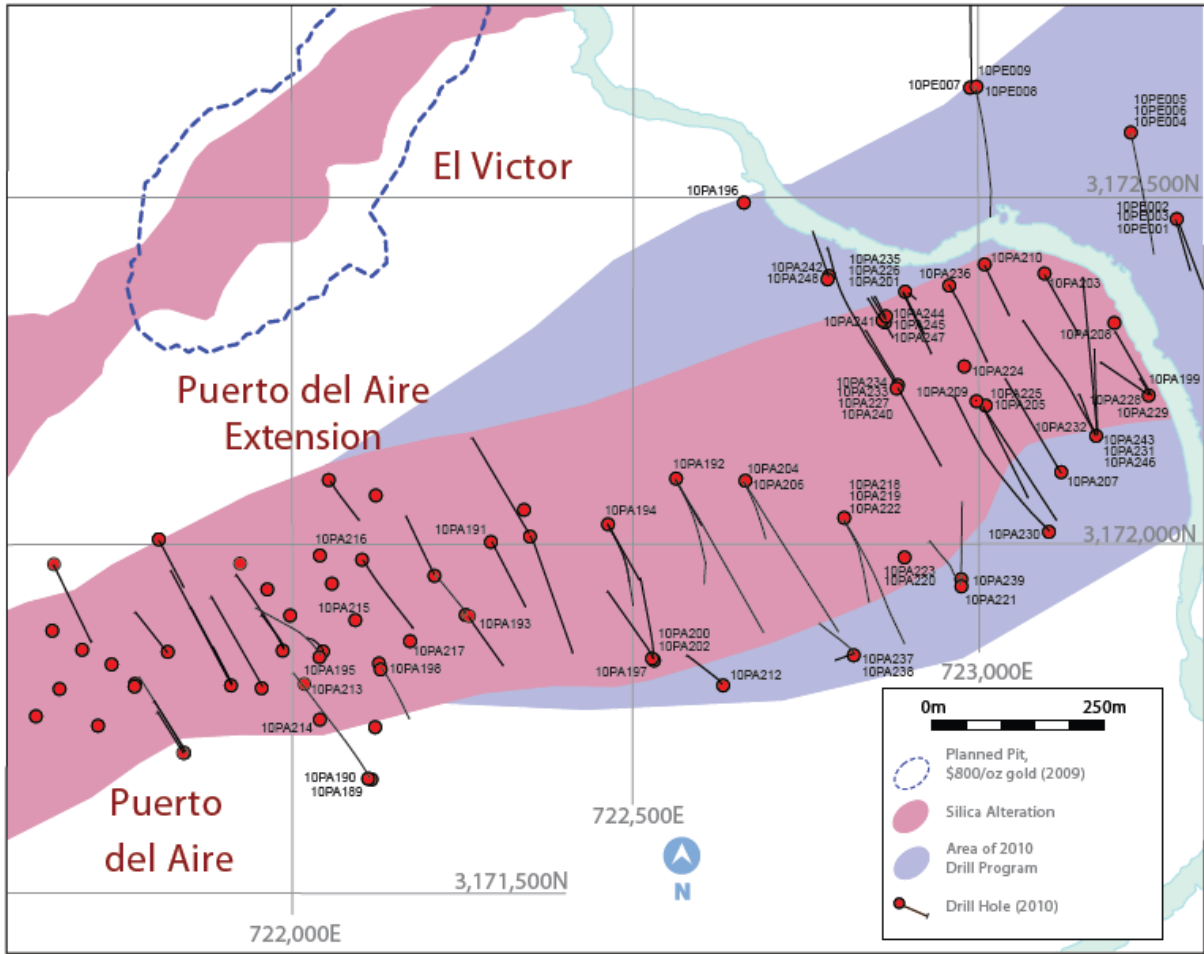 10PE009
10PE007
10PE008
10PE005
10PE006
10PE004
El Victor
3,172,500N
10PA196
10PE002
10PE003
10PE001
10PA235
10PA226
10PA201
10PA242
10PA248
10PA210
10PA236
10PA203
10PA244
10PA241
10PA245
10PA247
10PA206
Puerto del Aire
Extension
10PA234
10PA233
10PA227
10PA240
10PA224
10PA209
10PA225
10PA205
10PA199
10PA228
10PA229
10PA232
10PA243
10PA231
10PA246
10PA192
10PA204
10PA206
10PA207
10PA218
10PA219
10PA222
10PA194
10PA191
10PA216
10PA230
3,172,000N
10PA223
10PA220
10PA239
10PA221
10PA215
10PA193
10PA217
10PA200
10PA202
10PA197
10PA195
10PA198
10PA237
10PA238
10PA213
10PA212
723,000E
10PA214
10PA190
10PA189
Puerto
del Aire
722,500E
N
3,171,500N
722,000E
0m
250m
Planned Pit,
$800/oz gold (2009)
Silica Alteration
Area of 2010
Drill Program
Drill Hole (2010)